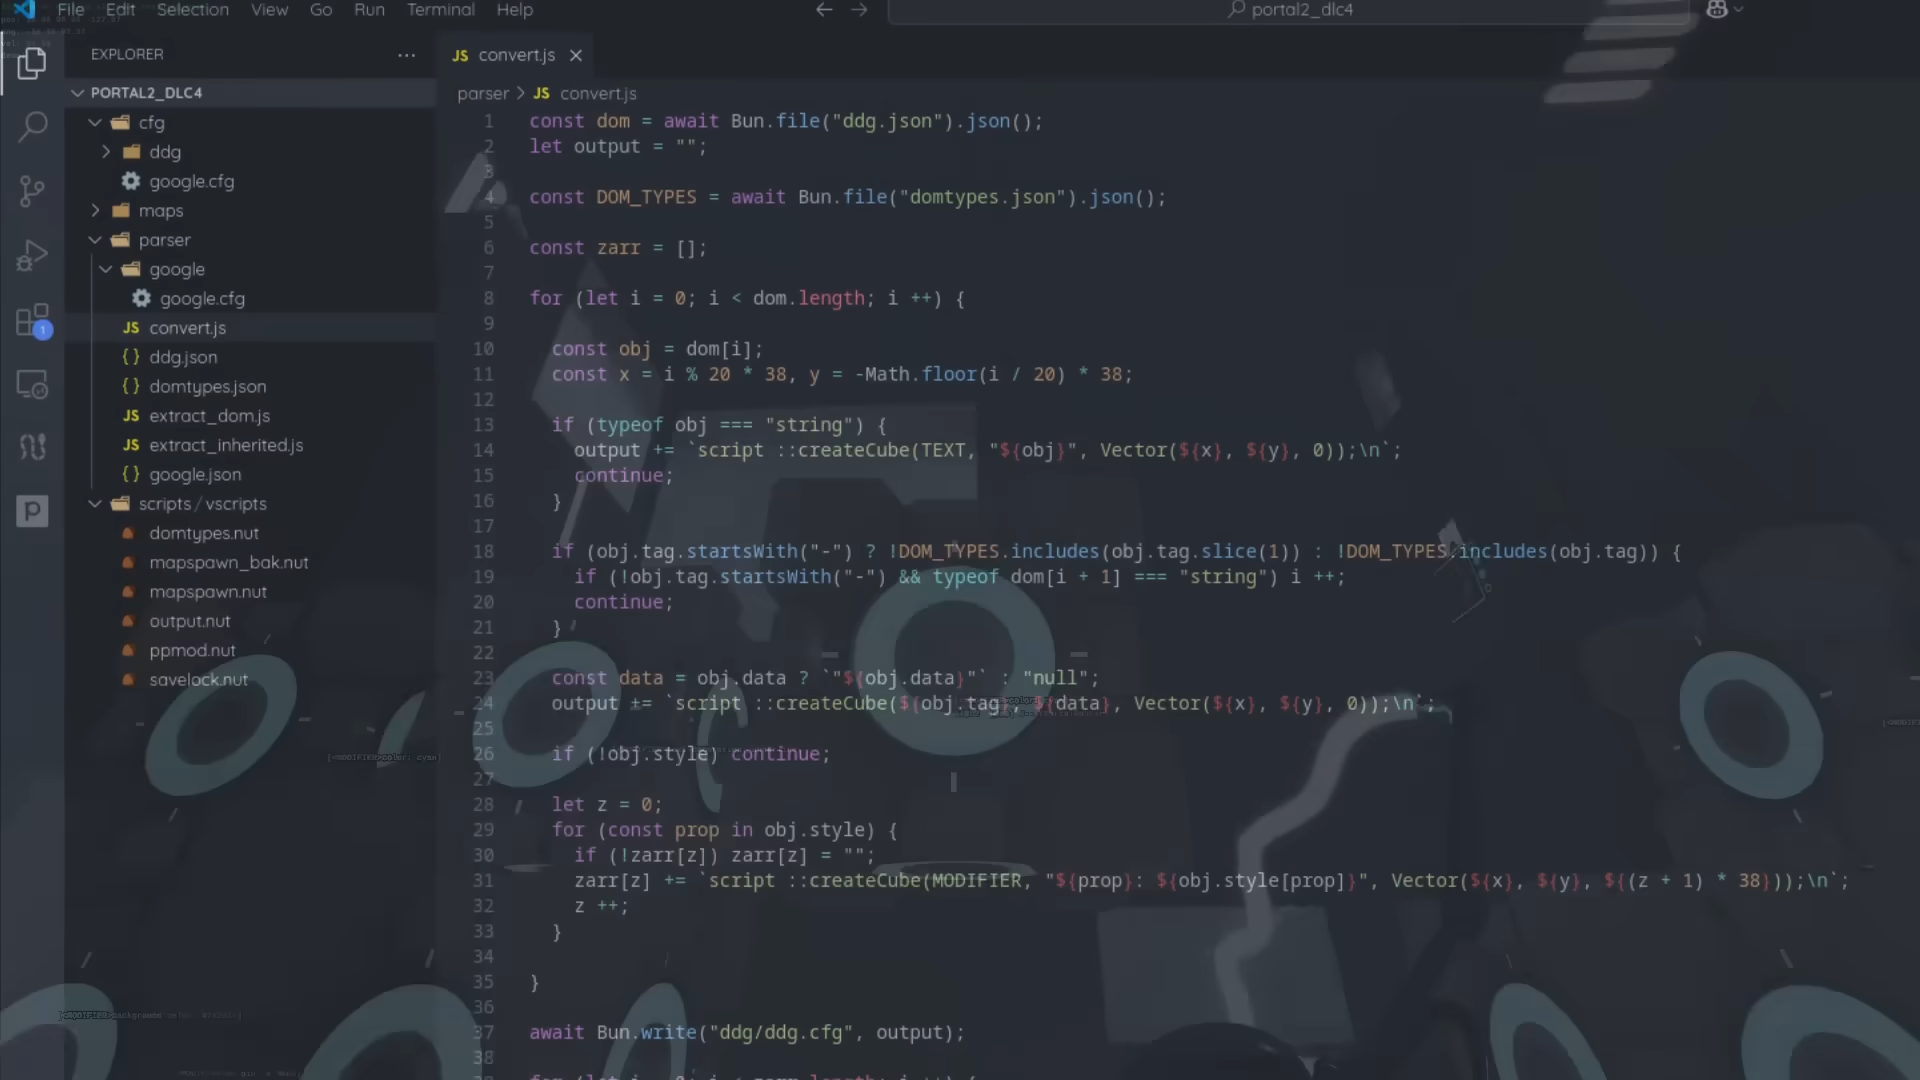 File Edit Selection View Go Run Terminal Help
portal2_dlc4
EXPLORER
PORTAL2_DLC4
cfg
ddg
google.cfg
maps
parser
google
google.cfg
convert.js
ddg.json
domtypes.json
extract_dom.js
extract_inherited.js
google.json
scripts / vscripts
domtypes.nut
mapspawn_bak.nut
mapspawn.nut
output.nut
ppmod.nut
savelock.nut
1
JS convert.js
parser > JS convert.js
1 const dom = await Bun.file("ddg.json").json();
2 let output = "";
3
4 const DOM_TYPES = await Bun.file("domtypes.json").json();
5
6 const zarr = [];
7
8 for (let i = 0; i < dom.length; i ++) {
9
10 const obj = dom[i];
11 const x = i % 20 * 38, y = -Math.floor(i / 20) * 38;
12
13 if (typeof obj === "string") {
14 output += `script ::createCube(TEXT, "${obj}", Vector(${x}, ${y}, 0));\n`;
15 continue;
16 }
17
18 if (obj.tag.startsWith("-") ? !DOM_TYPES.includes(obj.tag.slice(1)) : !DOM_TYPES.includes(obj.tag)) {
19 if (!obj.tag.startsWith("-") && typeof dom[i + 1] === "string") i ++;
20 continue;
21 }
22
23 const data = obj.data ? `"${obj.data}"` : "null";
24 output += `script ::createCube(${obj.tag}, ${data}, Vector(${x}, ${y}, 0));\n`;
25
26 if (!obj.style) continue;
27
28 let z = 0;
29 for (const prop in obj.style) {
30 if (!zarr[z]) zarr[z] = "";
31 zarr[z] += `script ::createCube(MODIFIER, "${prop}: ${obj.style[prop]}", Vector(${x}, ${y}, ${(z + 1) * 38}));\n`;
32 z ++;
33 }
34
35 }
36
37 await Bun.write("ddg/ddg.cfg", output);
38